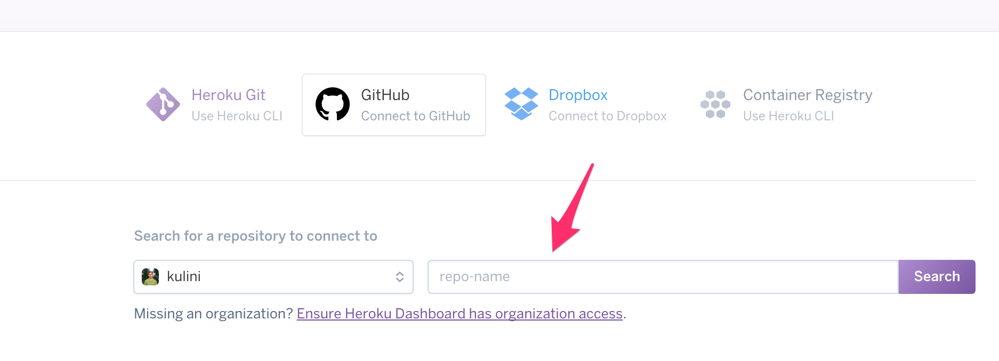 Heroku Git
Use Heroku CLI
GitHub
Connect to GitHub
Dropbox
Connect to Dropbox
Container Registry
Use Heroku CLI
Search for a repository to connect to
kulini
repo-name
Search
Missing an organization? Ensure Heroku Dashboard has organization access.